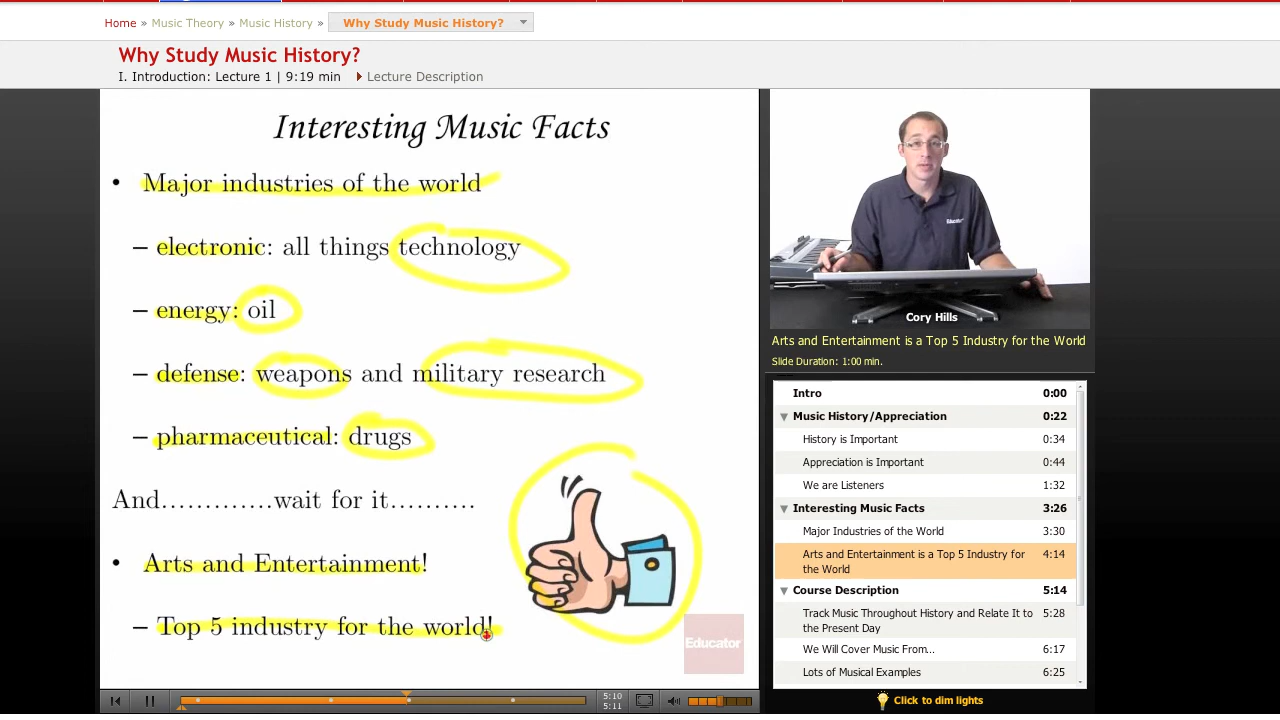 Home » Music Theory » Music History » Why Study Music History?
Why Study Music History?
I. Introduction: Lecture 1 | 9:19 min Lecture Description
Interesting Music Facts
• Major industries of the world
– electronic: all things technology
– energy: oil
– defense: weapons and military research
– pharmaceutical: drugs
And.............wait for it..........
• Arts and Entertainment!
– Top 5 industry for the world!
Educator
5:10
5:11
Educator
Cory Hills
Arts and Entertainment is a Top 5 Industry for the World
Slide Duration: 1:00 min.
Intro 0:00
Music History/Appreciation 0:22
History is Important 0:34
Appreciation is Important 0:44
We are Listeners 1:32
Interesting Music Facts 3:26
Major Industries of the World 3:30
Arts and Entertainment is a Top 5 Industry for 4:14
the World
Course Description 5:14
Track Music Throughout History and Relate It to 5:28
the Present Day
We Will Cover Music From... 6:17
Lots of Musical Examples 6:25
Click to dim lights